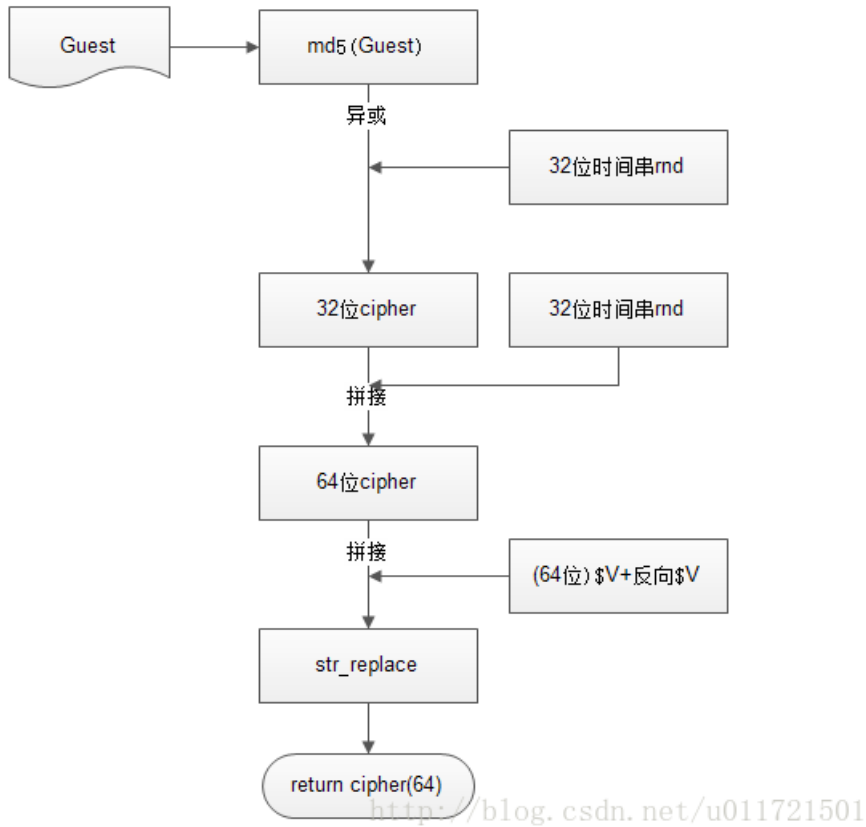 Guest
md5(Guest)
异或
32位时间串rnd
32位cipher
32位时间串rnd
拼接
64位cipher
拼接
(64位)$V+反向$V
str_replace
return cipher(64)
http://blog.csdn.net/u011721501